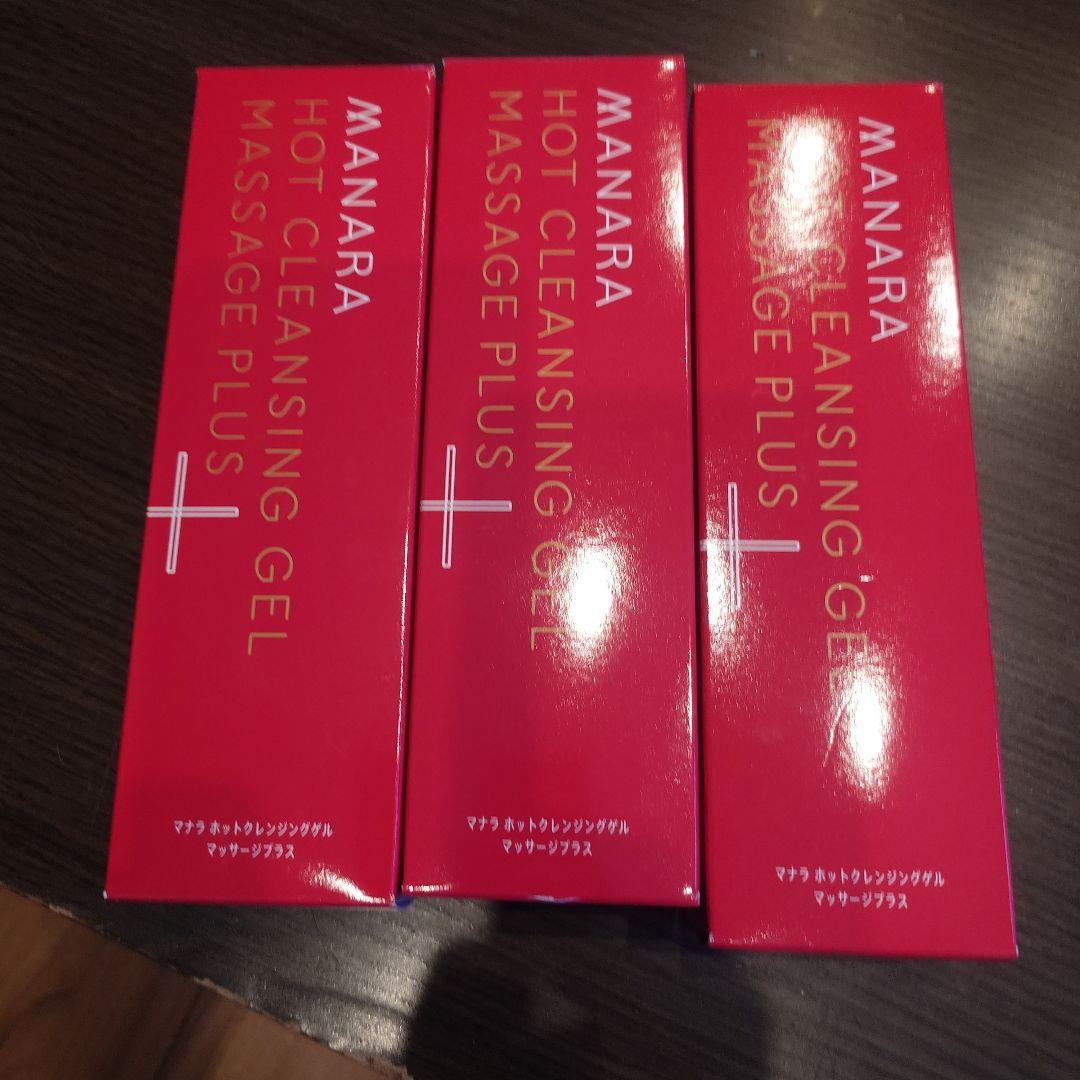 MANARA
HOT CLEANSING GEL
MASSAGE PLUS
マナラ ホットクレンジングゲル
マッサージプラス
MANARA
HOT CLEANSING GEL
MASSAGE PLUS
マナラ ホットクレンジングゲル
マッサージプラス
MANARA
HOT CLEANSING GEL
MASSAGE PLUS
マナラ ホットクレンジングゲル
マッサージプラス